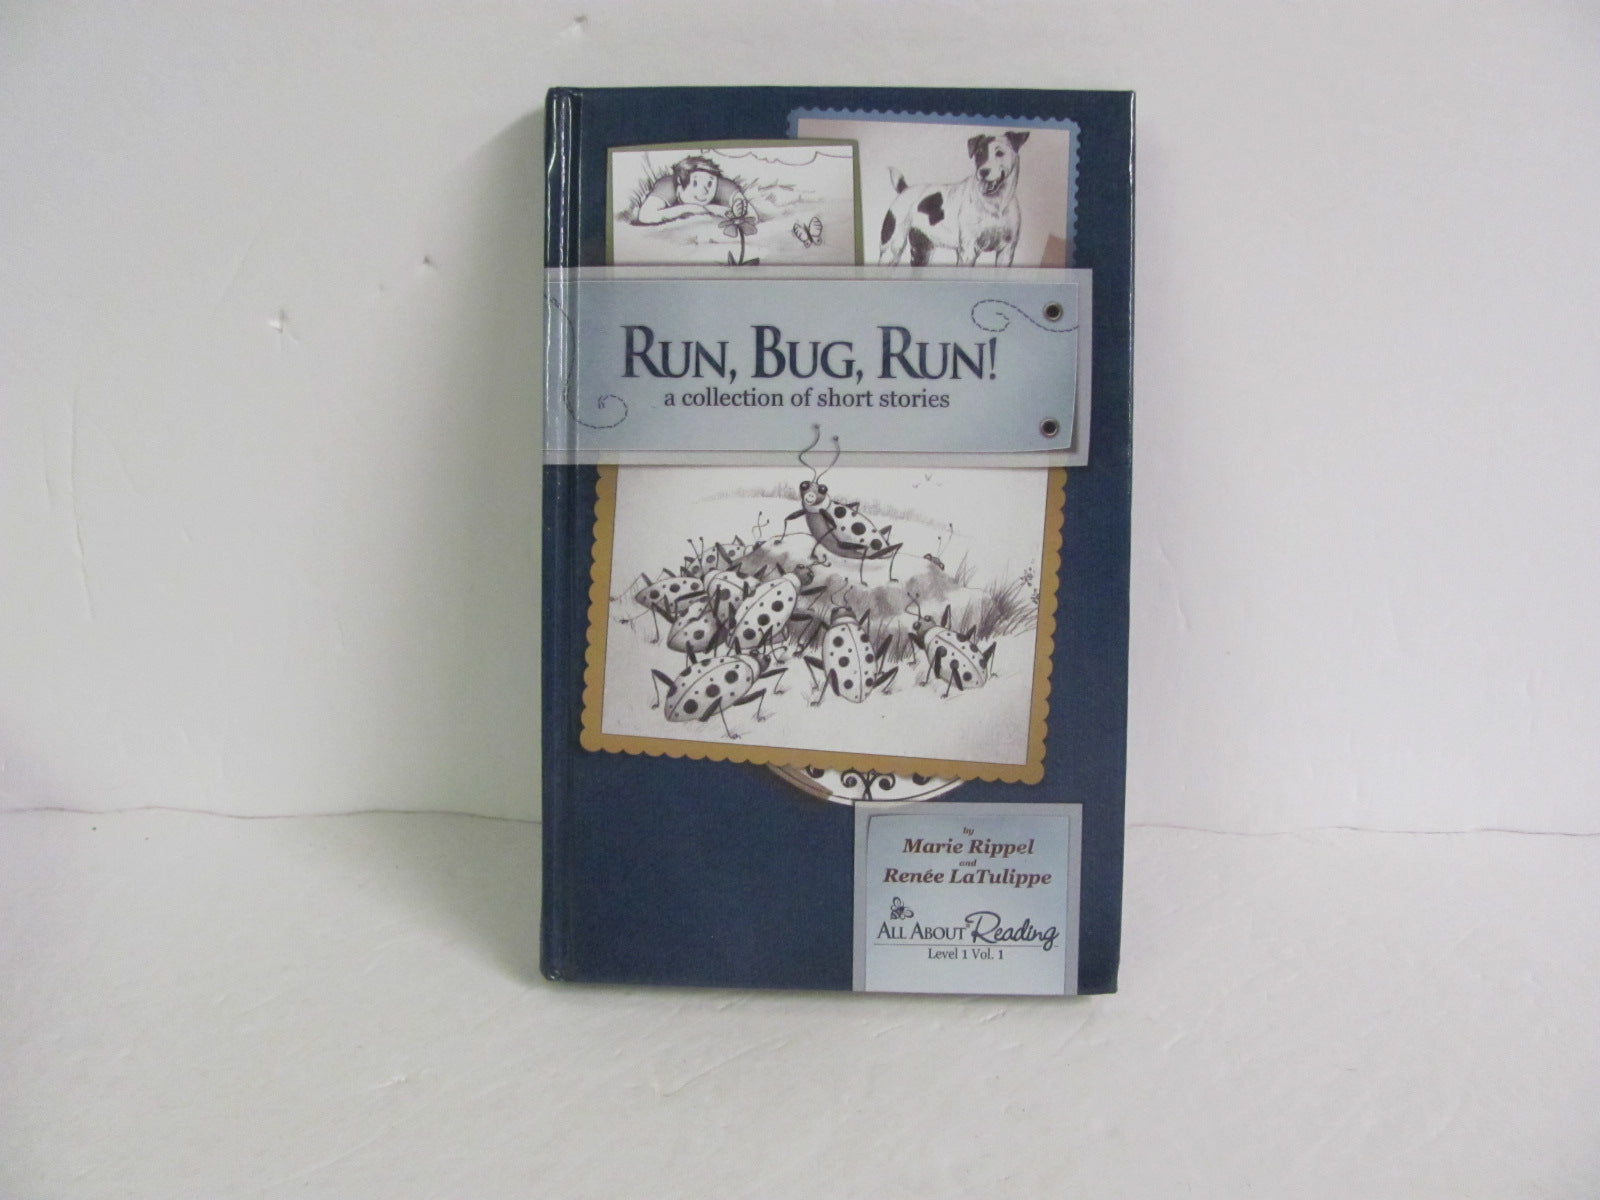 RUN, BUG, RUN!
a collection of short stories
by
Marie Rippel
and
Renée LaTulippe
ALL ABOUT Reading
Level 1 Vol. 1